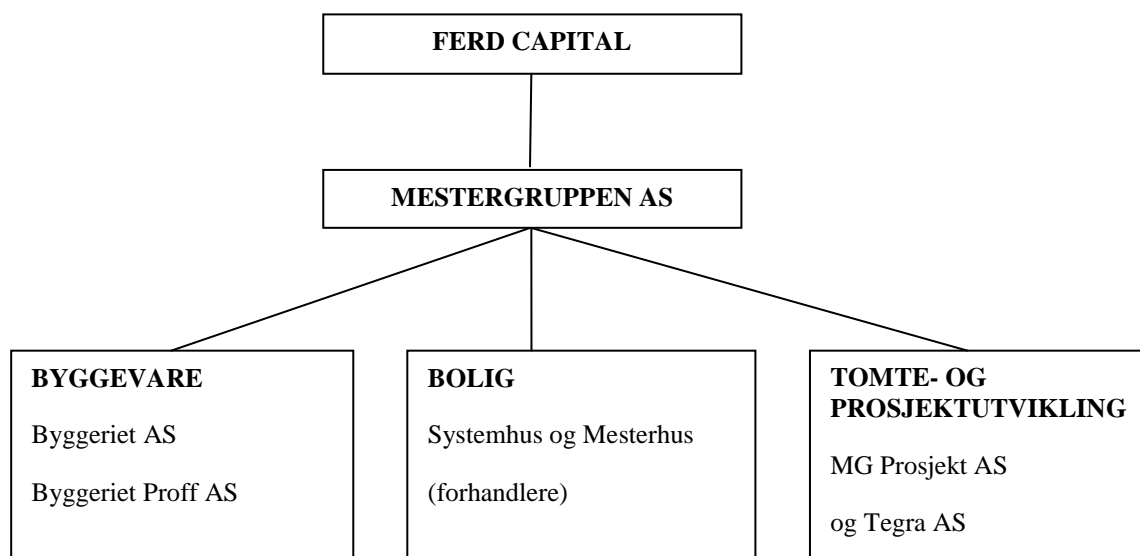 FERD CAPITAL
MESTERGRUPPEN AS
BYGGEVARE
Byggeriet AS
Byggeriet Proff AS
BOLIG
Systemhus og Mesterhus
(forhandlere)
TOMTE- OG
PROSJEKTUTVIKLING
MG Prosjekt AS
og Tegra AS